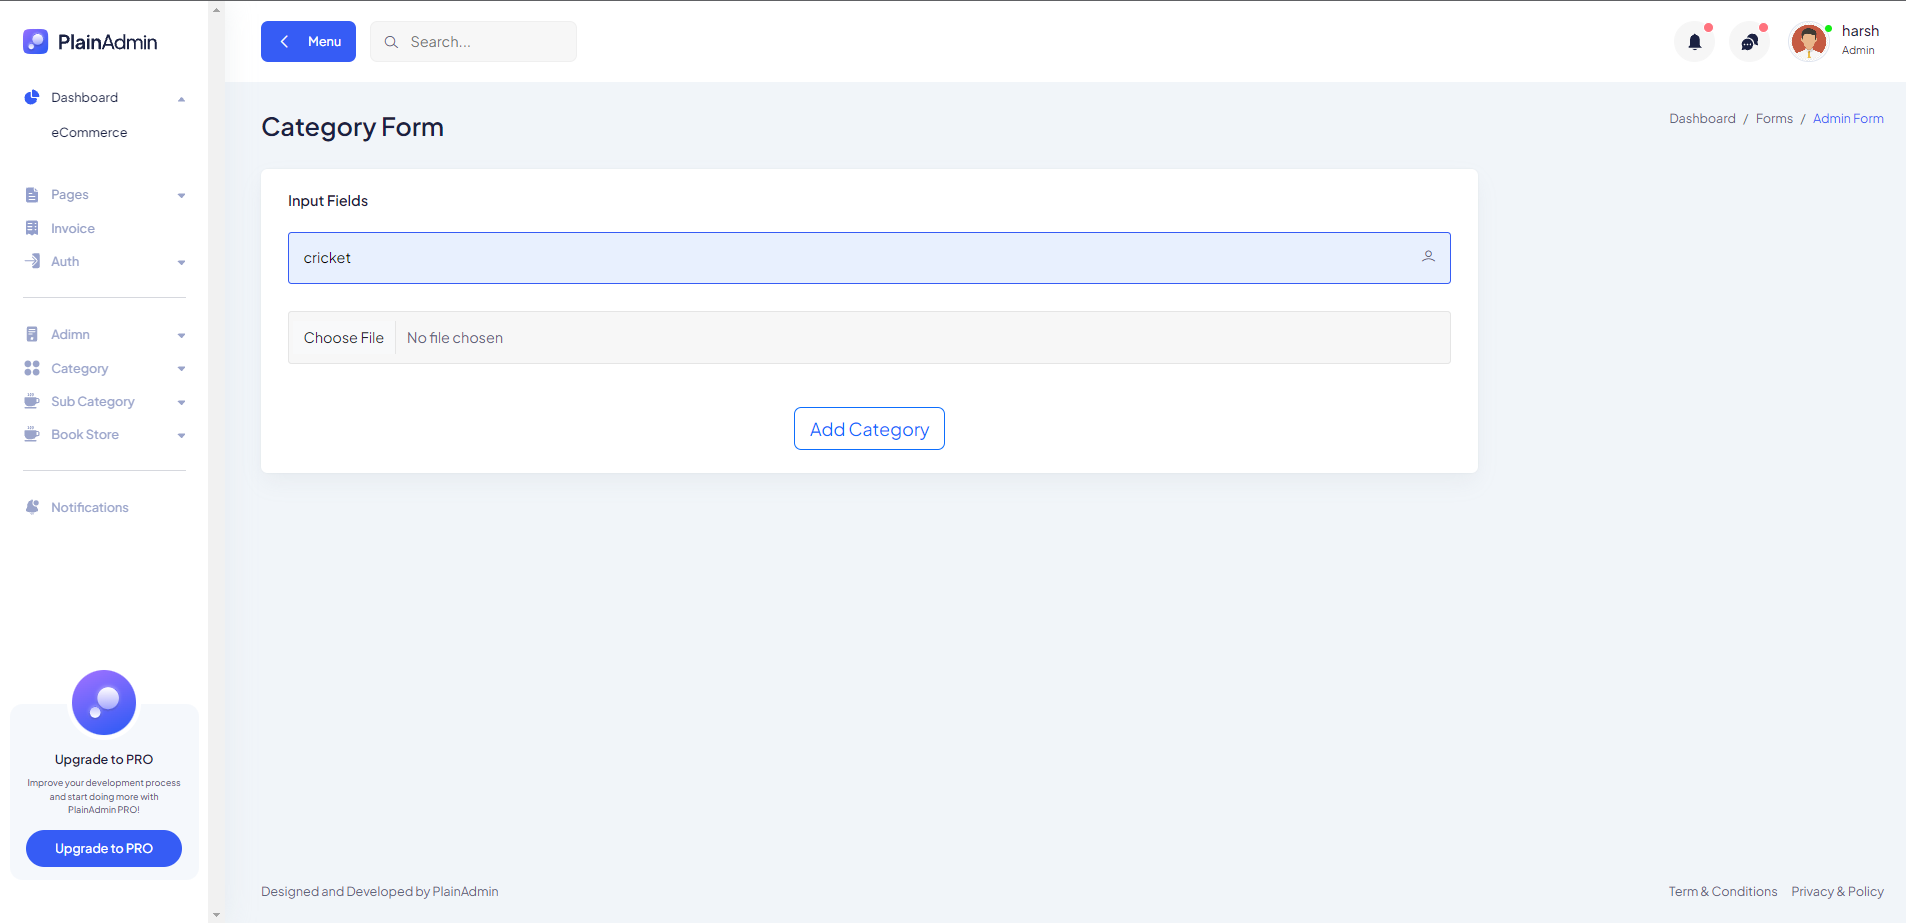 PlainAdmin
Menu
Search...
harsh
Admin
Dashboard
eCommerce
Pages
Invoice
Auth
Adimn
Category
Sub Category
Book Store
Notifications
Upgrade to PRO
Improve your development process
and start doing more with
PlainAdmin PRO!
Upgrade to PRO
Category Form
Dashboard / Forms / Admin Form
Input Fields
cricket
Choose File No file chosen
Add Category
Designed and Developed by PlainAdmin
Term & Conditions Privacy & Policy